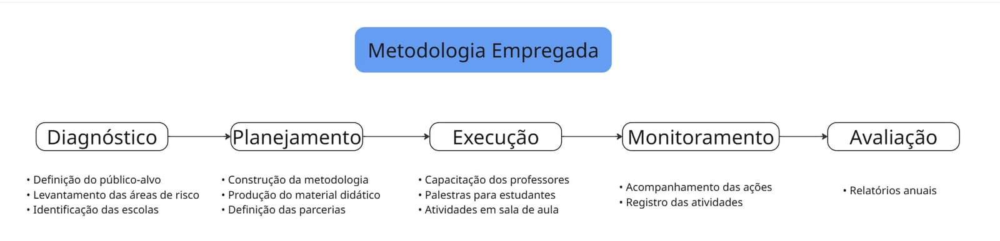 Metodologia Empregada
Diagnóstico
Planejamento
Execução
Monitoramento
Avaliação
• Definição do público-alvo
• Levantamento das áreas de risco
• Identificação das escolas
• Construção da metodologia
• Produção do material didático
• Definição das parcerias
• Capacitação dos professores
• Palestras para estudantes
• Atividades em sala de aula
• Acompanhamento das ações
• Registro das atividades
• Relatórios anuais